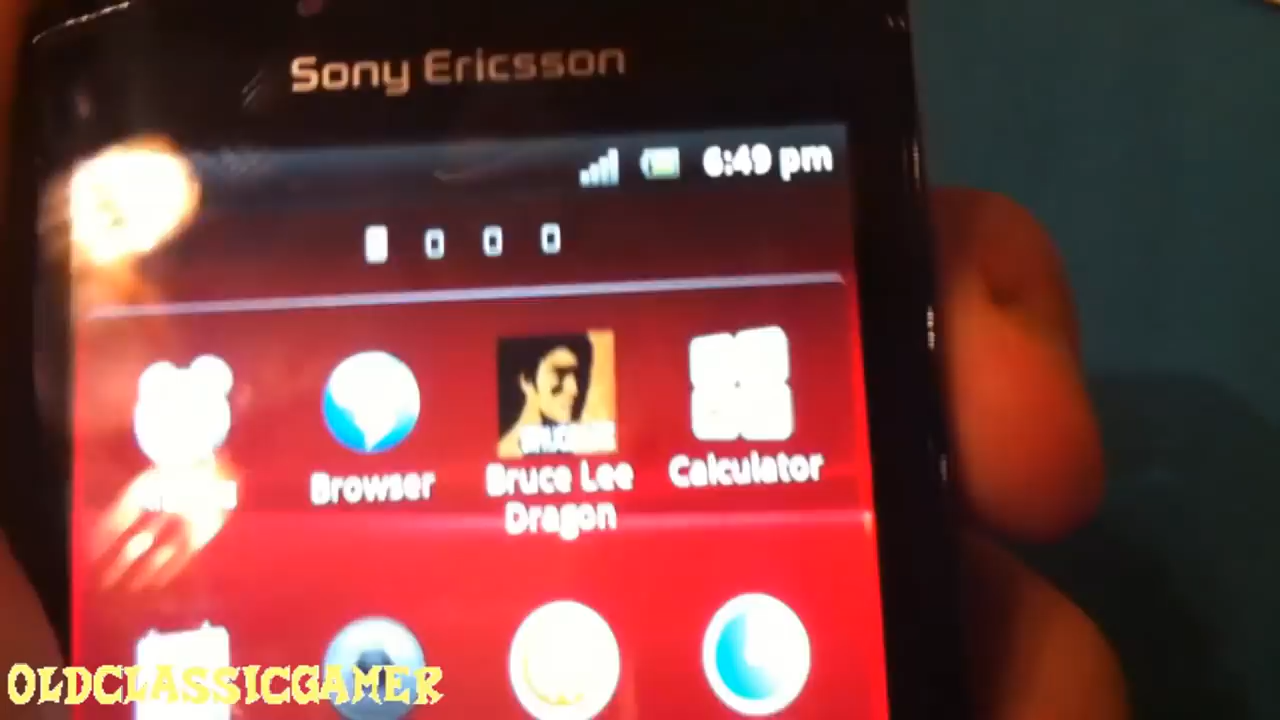 Sony Ericsson
6:49 pm
Browser
Bruce Lee
Dragon
Calculator
OLDCLASSICGAMER